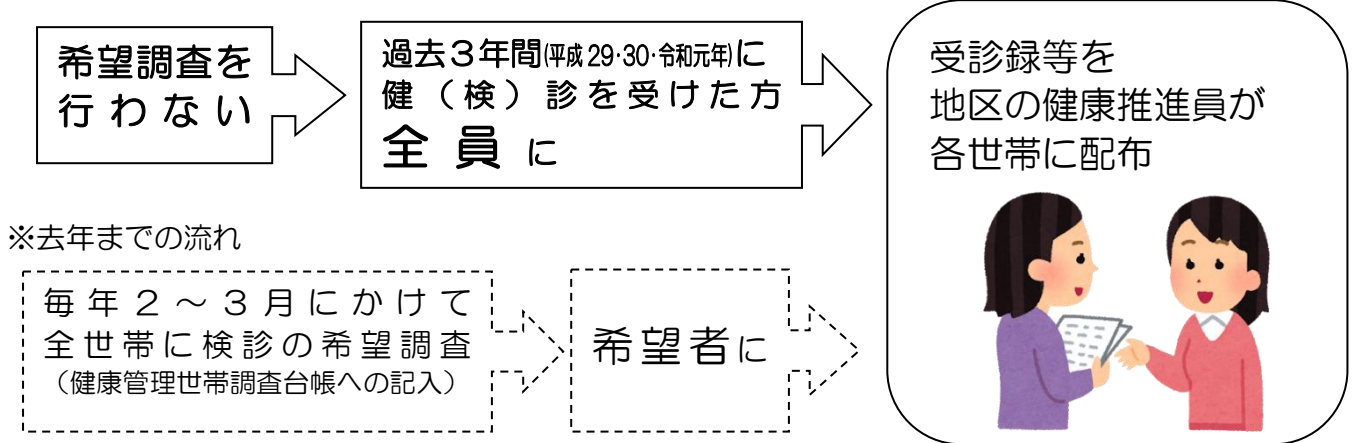 希望調査を
行わない
過去３年間(平成29・30・令和元年)に
健（検）診を受けた方
全員に
受診録等を
地区の健康推進員が
各世帯に配布
※去年までの流れ
毎年２～３月にかけて
全世帯に検診の希望調査
（健康管理世帯調査台帳への記入）
希望者に